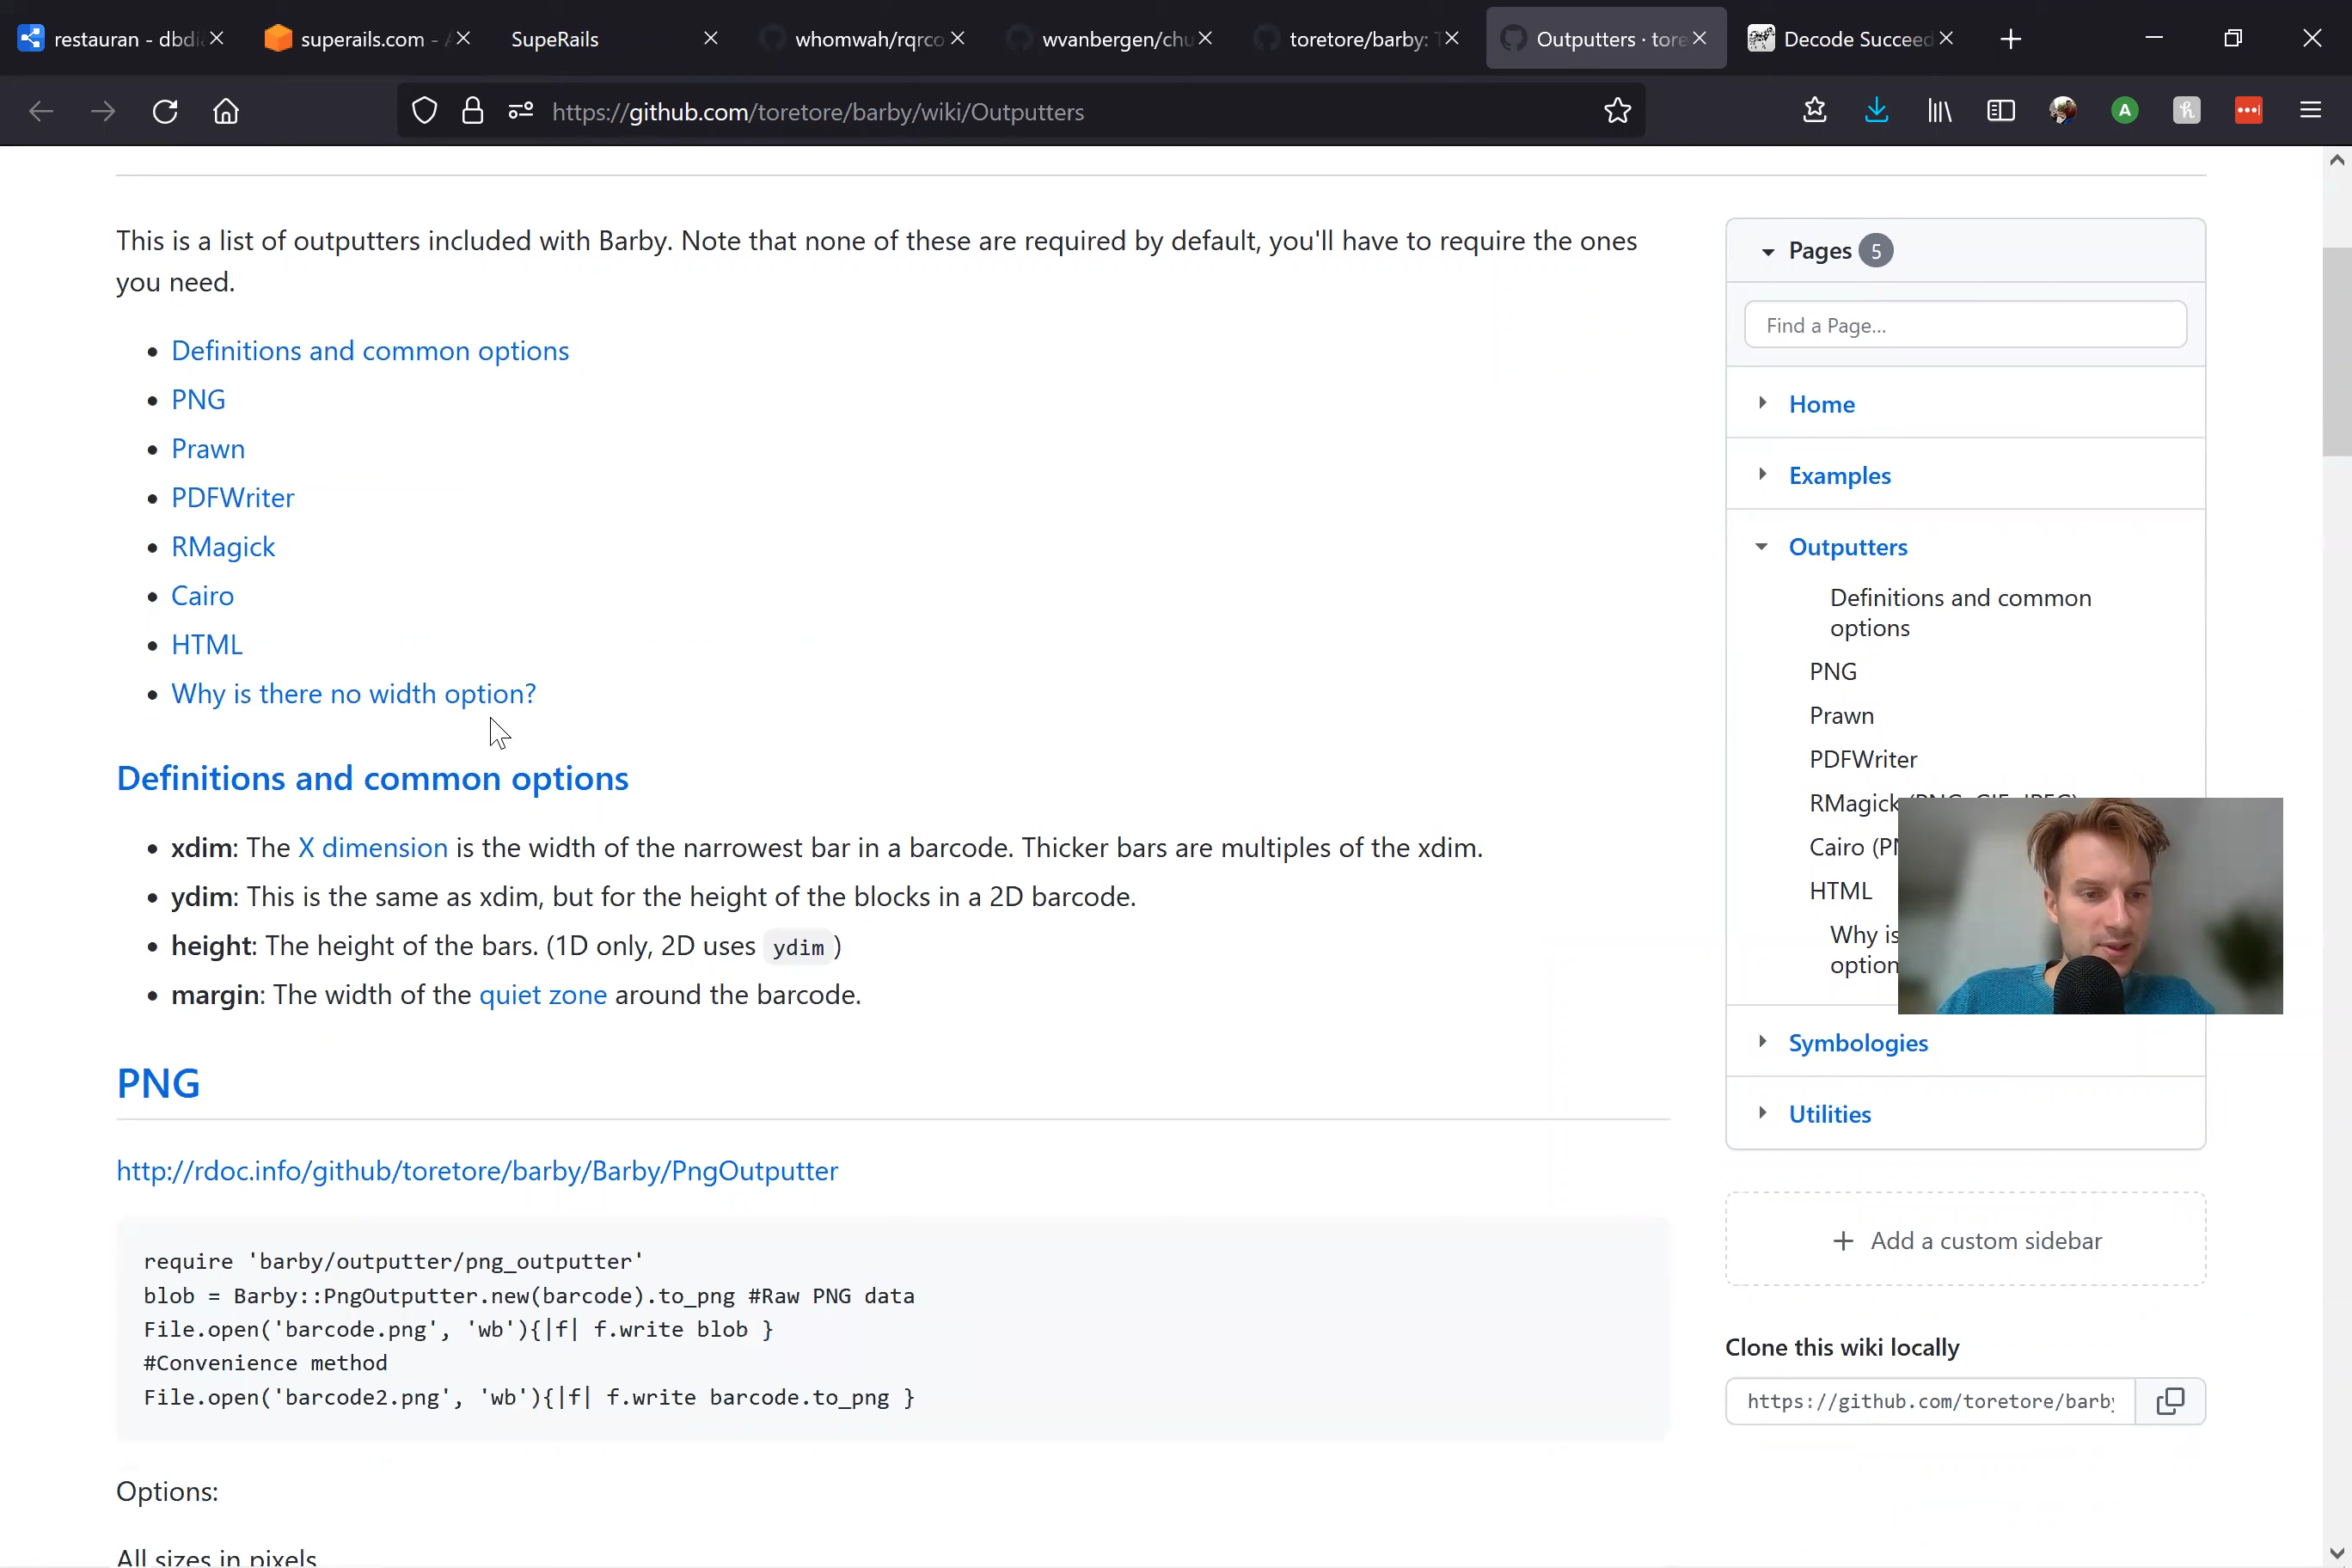 restauran - dbdi
superails.com - A
SupeRails
whomwah/rqrco
wvanbergen/chu
toretore/barby: T
Outputters · tore
Decode Succeed
https://github.com/toretore/barby/wiki/Outputters
A
This is a list of outputters included with Barby. Note that none of these are required by default, you'll have to require the ones
you need.
Definitions and common options
PNG
Prawn
PDFWriter
RMagick
Cairo
HTML
Why is there no width option?
Definitions and common options
xdim: The X dimension is the width of the narrowest bar in a barcode. Thicker bars are multiples of the xdim.
ydim: This is the same as xdim, but for the height of the blocks in a 2D barcode.
height: The height of the bars. (1D only, 2D uses ydim)
margin: The width of the quiet zone around the barcode.
PNG
http://rdoc.info/github/toretore/barby/Barby/PngOutputter
require 'barby/outputter/png_outputter'
blob = Barby::PngOutputter.new(barcode).to_png #Raw PNG data
File.open('barcode.png', 'wb'){|f| f.write blob }
#Convenience method
File.open('barcode2.png', 'wb'){|f| f.write barcode.to_png }
Options:
All sizes in pixels
Pages 5
Find a Page...
Home
Examples
Outputters
Definitions and common
options
PNG
Prawn
PDFWriter
RMagick (PNG, GIF, JPEG)
Cairo (PN
HTML
Why is
option
Symbologies
Utilities
+ Add a custom sidebar
Clone this wiki locally
https://github.com/toretore/barby